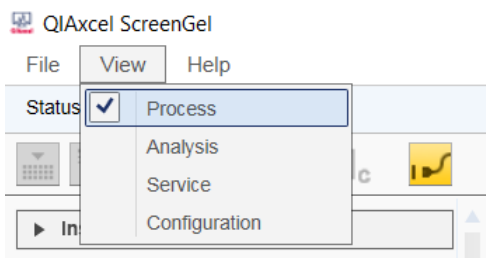 QIAxcel ScreenGel
File View Help
Status
Process
Analysis
Service
Configuration